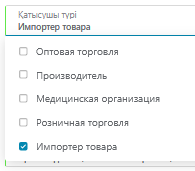 Қатысушы түрі
Импортер товара
Оптовая торговля
Производитель
Медицинская организация
Розничная торговля
Импортер товара